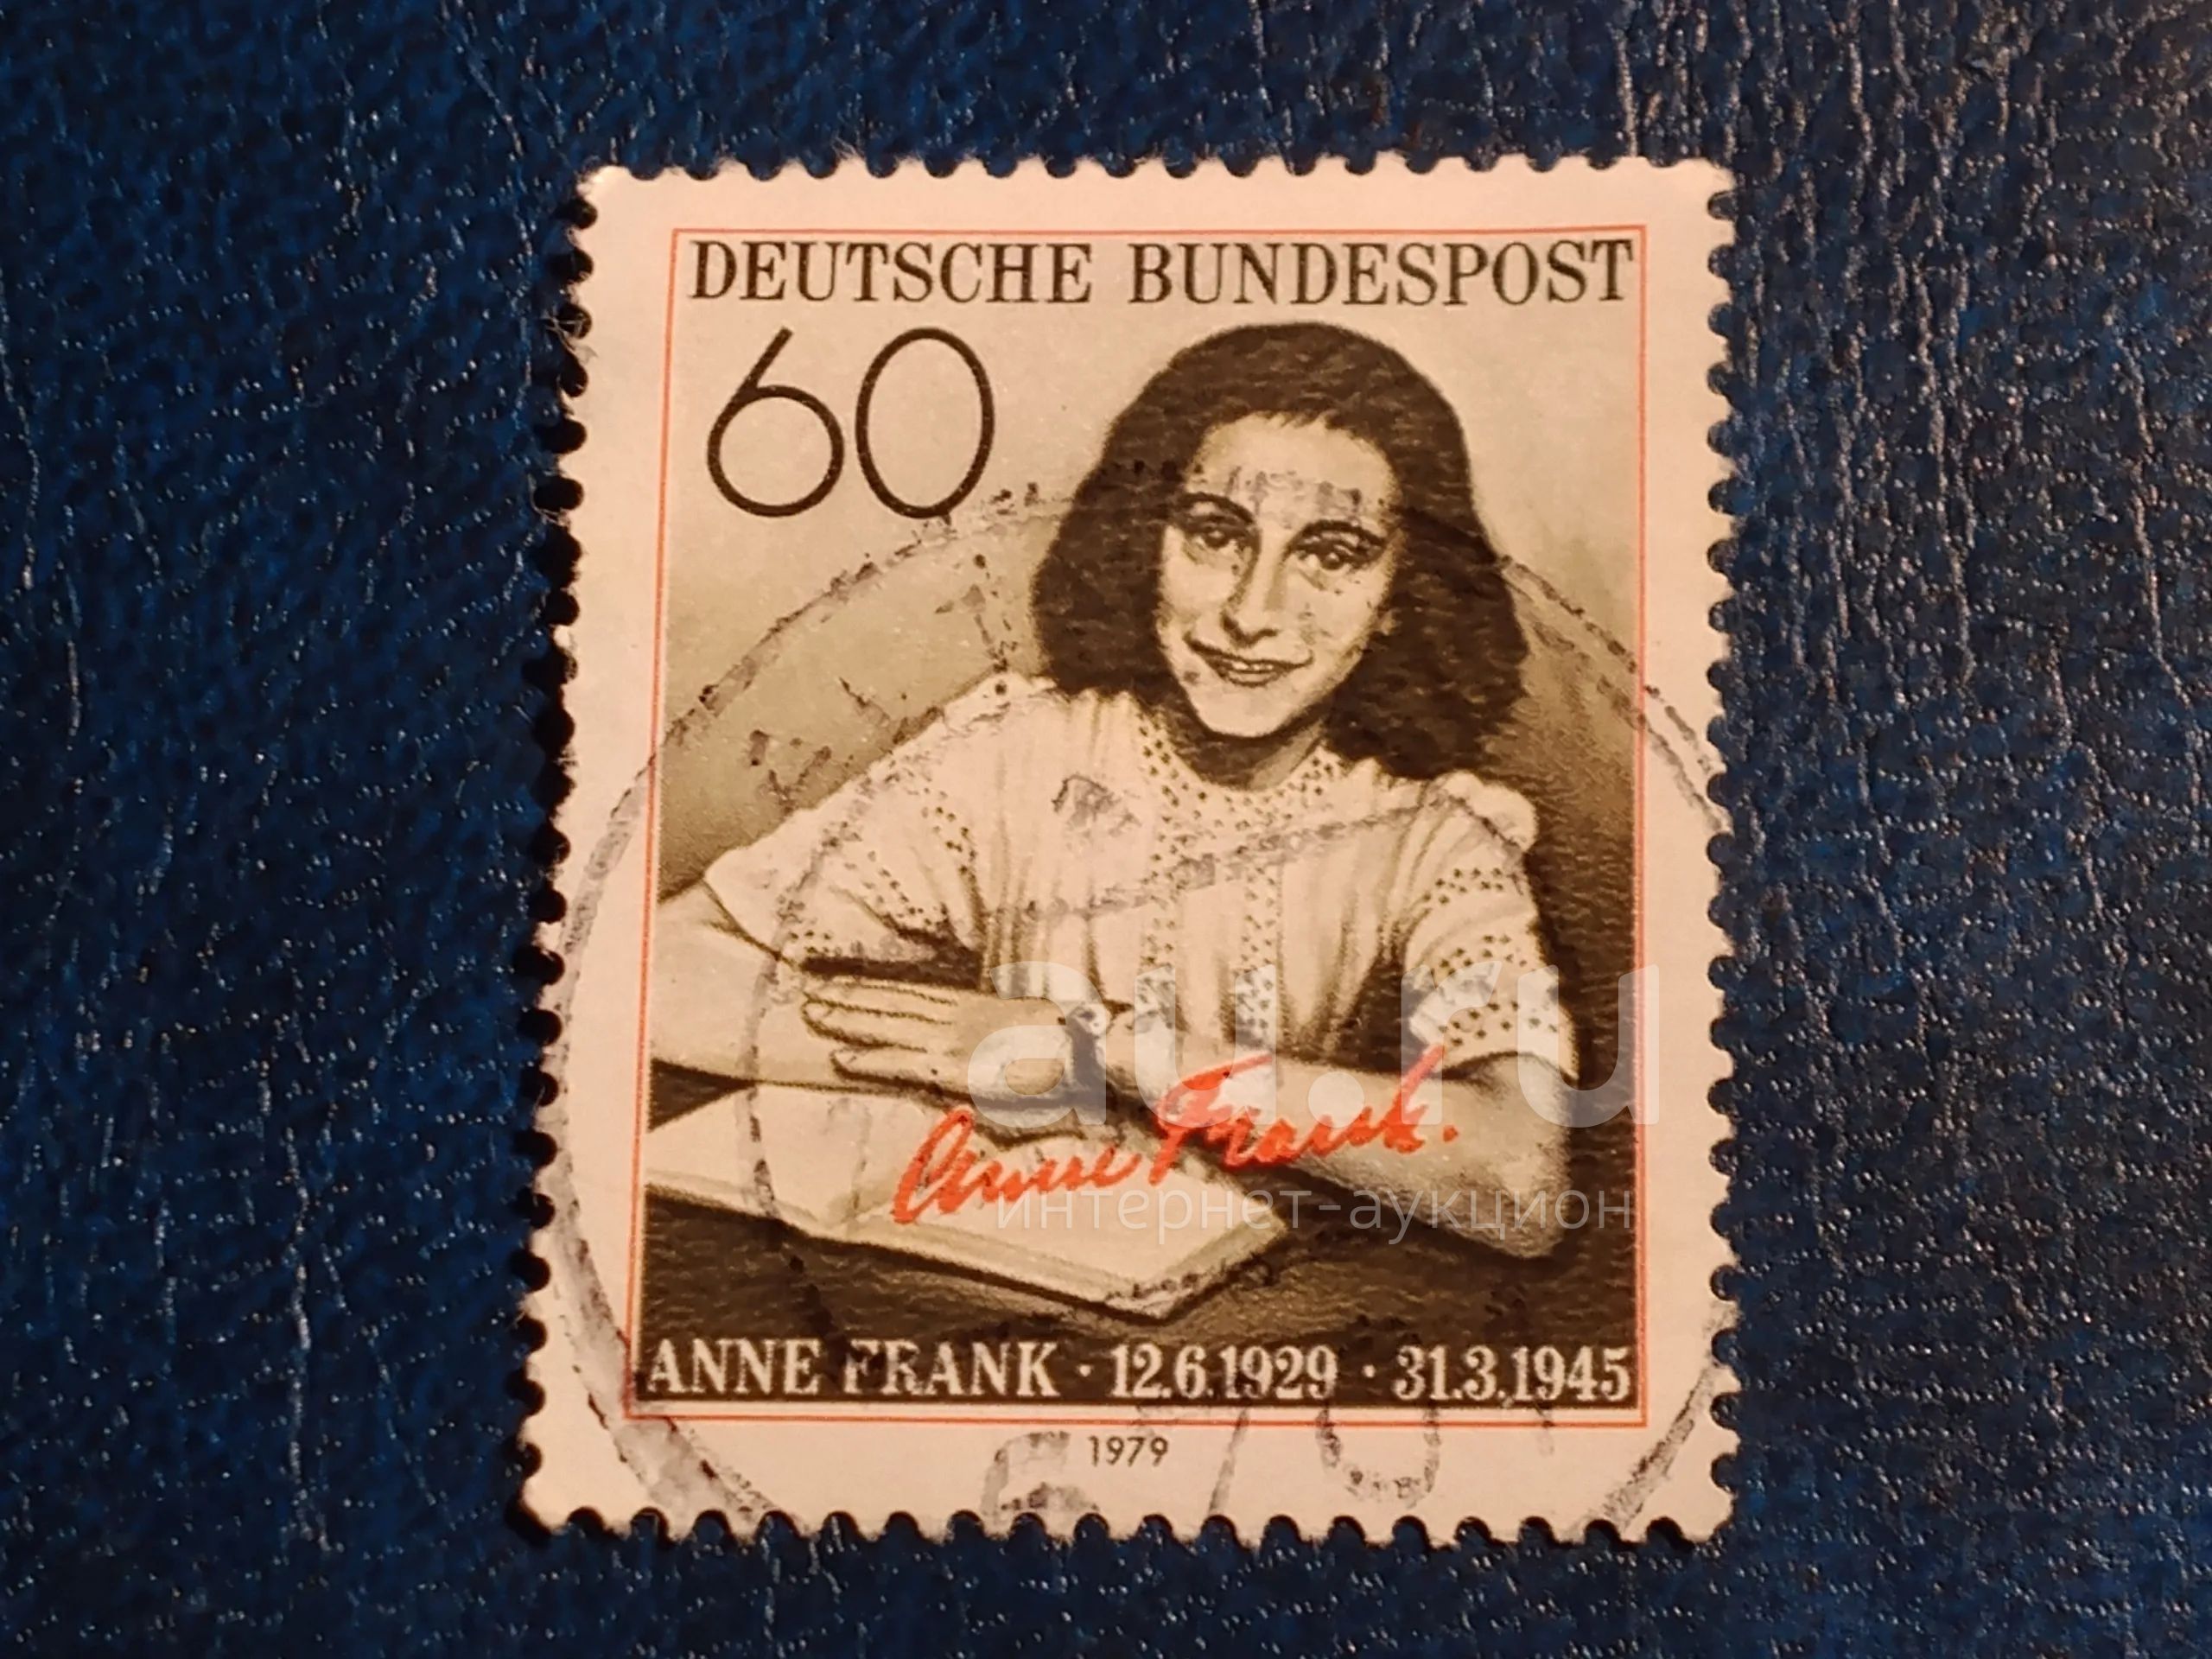 DEUTSCHE BUNDESPOST
60
au.ru
Anne Frank.
интернет-аукцион
ANNE FRANK · 12.6.1929 · 31.3.1945
1979